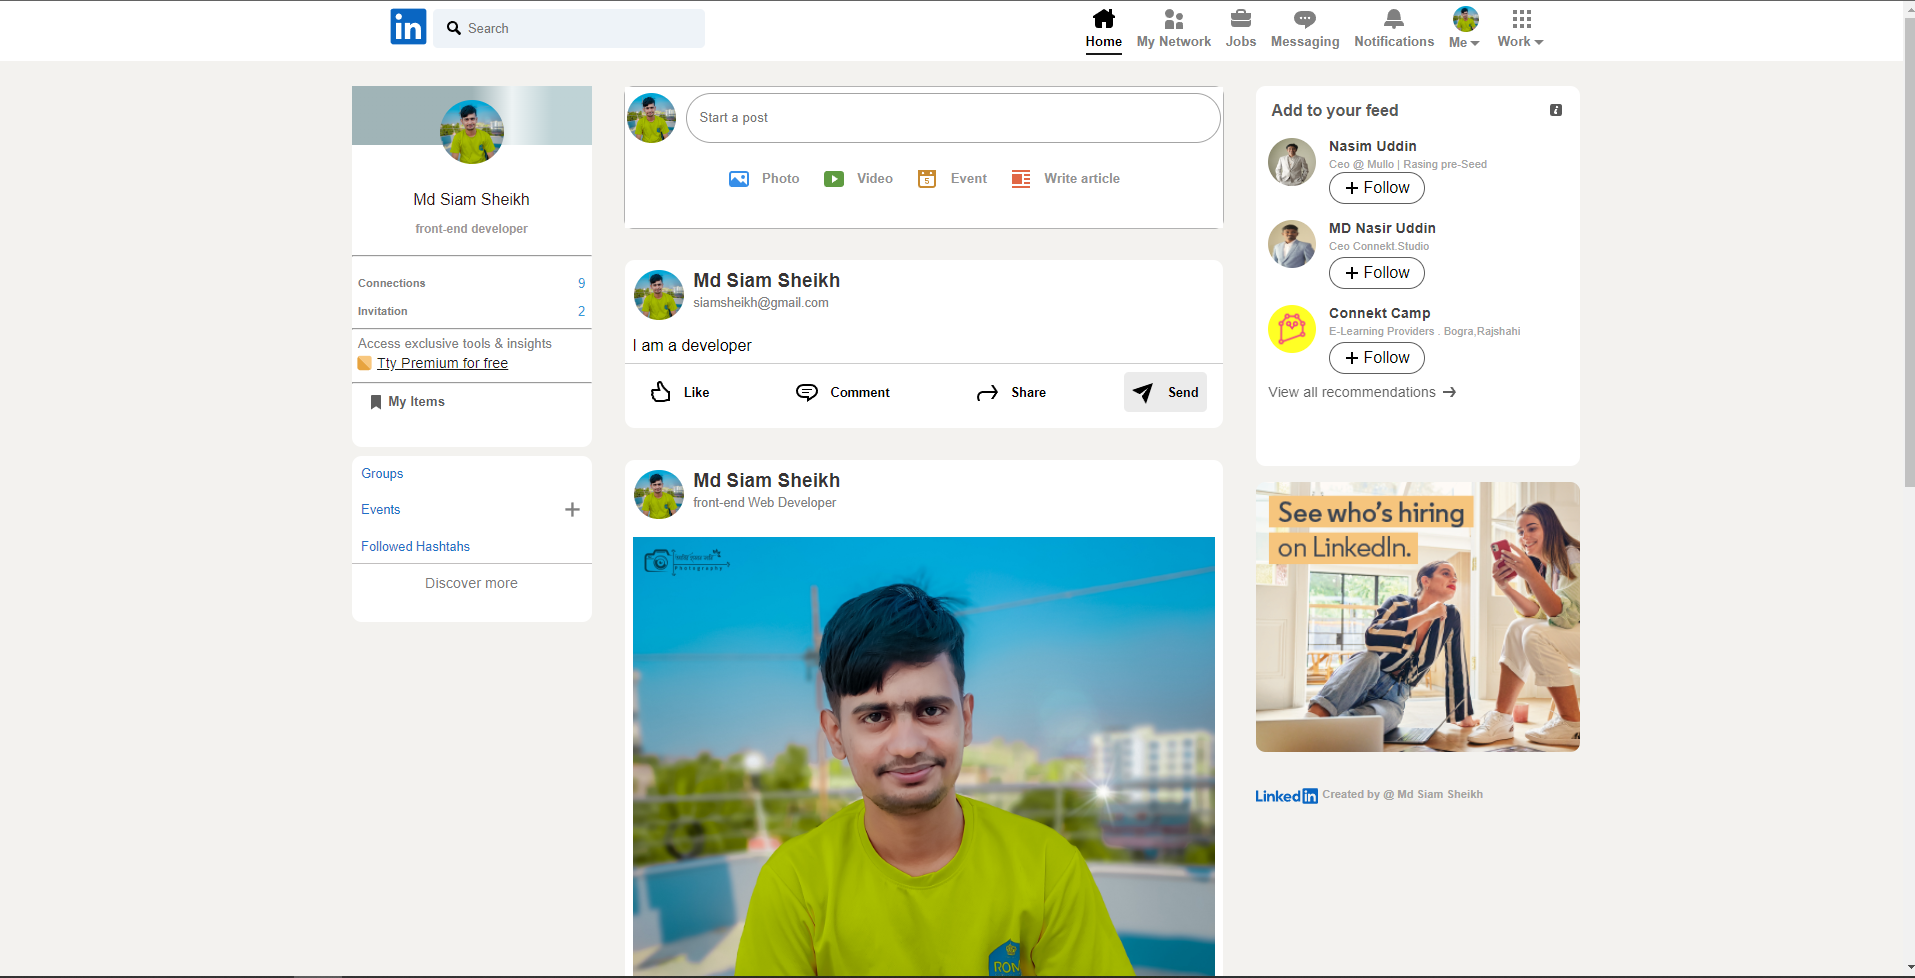 in
Search
Home
My Network
Jobs
Messaging
Notifications
Me
Work
Md Siam Sheikh
front-end developer
Connections 9
Invitation 2
Access exclusive tools & insights
Tty Premium for free
My Items
Groups
Events
Followed Hashtahs
Discover more
Start a post
Photo
Video
5
Event
Write article
Md Siam Sheikh
siamsheikh@gmail.com
I am a developer
Like
Comment
Share
Send
Md Siam Sheikh
front-end Web Developer
Photography
RON
Add to your feed
Nasim Uddin
Ceo @ Mullo | Rasing pre-Seed
+ Follow
MD Nasir Uddin
Ceo Connekt.Studio
+ Follow
Connekt Camp
E-Learning Providers . Bogra,Rajshahi
+ Follow
View all recommendations
See who's hiring
on LinkedIn.
Linkedin Created by @ Md Siam Sheikh